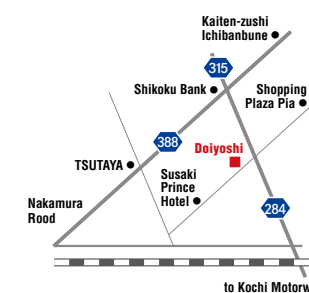 Kaiten-zushi
Ichibanbune
315
Shikoku Bank
Shopping
Plaza Pia
388
Doiyoshi
TSUTAYA
Susaki
Prince
Hotel
Nakamura
Rood
284
to Kochi Motorw